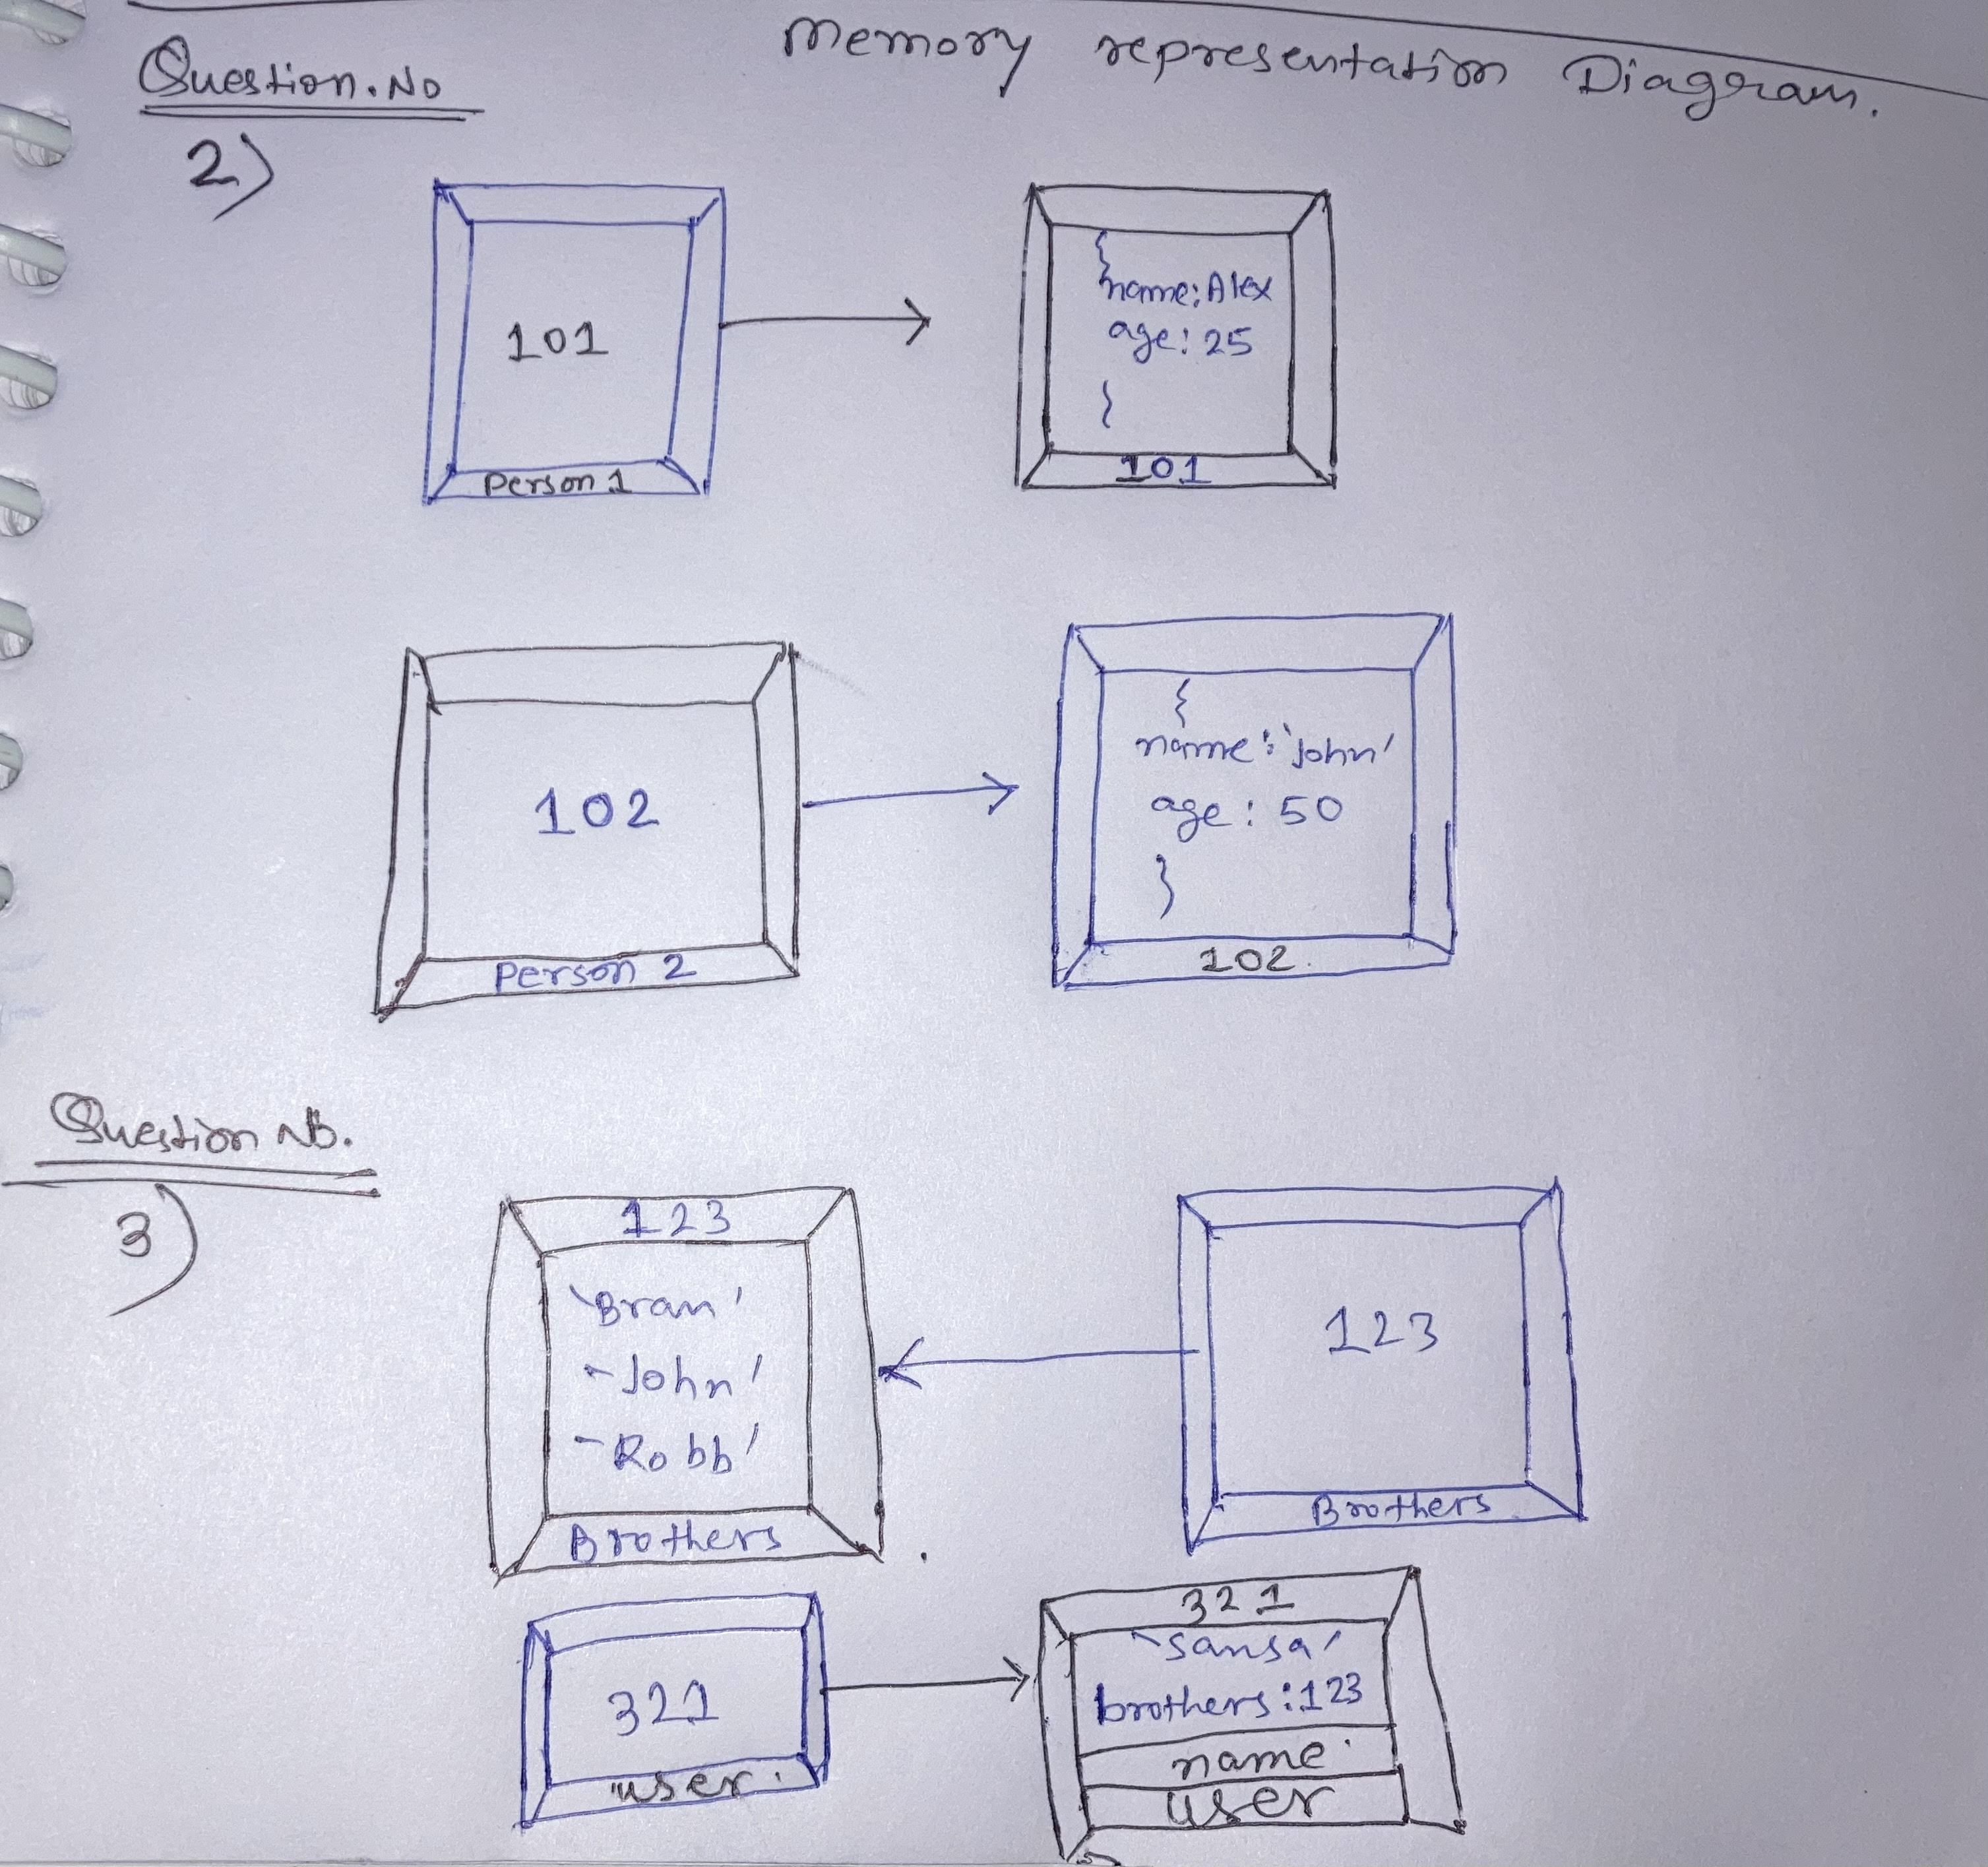 Memory representation Diagram.
Question.No
2)
101
Person 1
{
name: Alex
age: 25
}
101
102
Person 2
{
name: 'John'
age: 50
}
102
Question No.
3)
123
'Bran'
'John'
'Robb'
Brothers
123
Brothers
321
user.
321
'sansa'
brothers:123
name
user